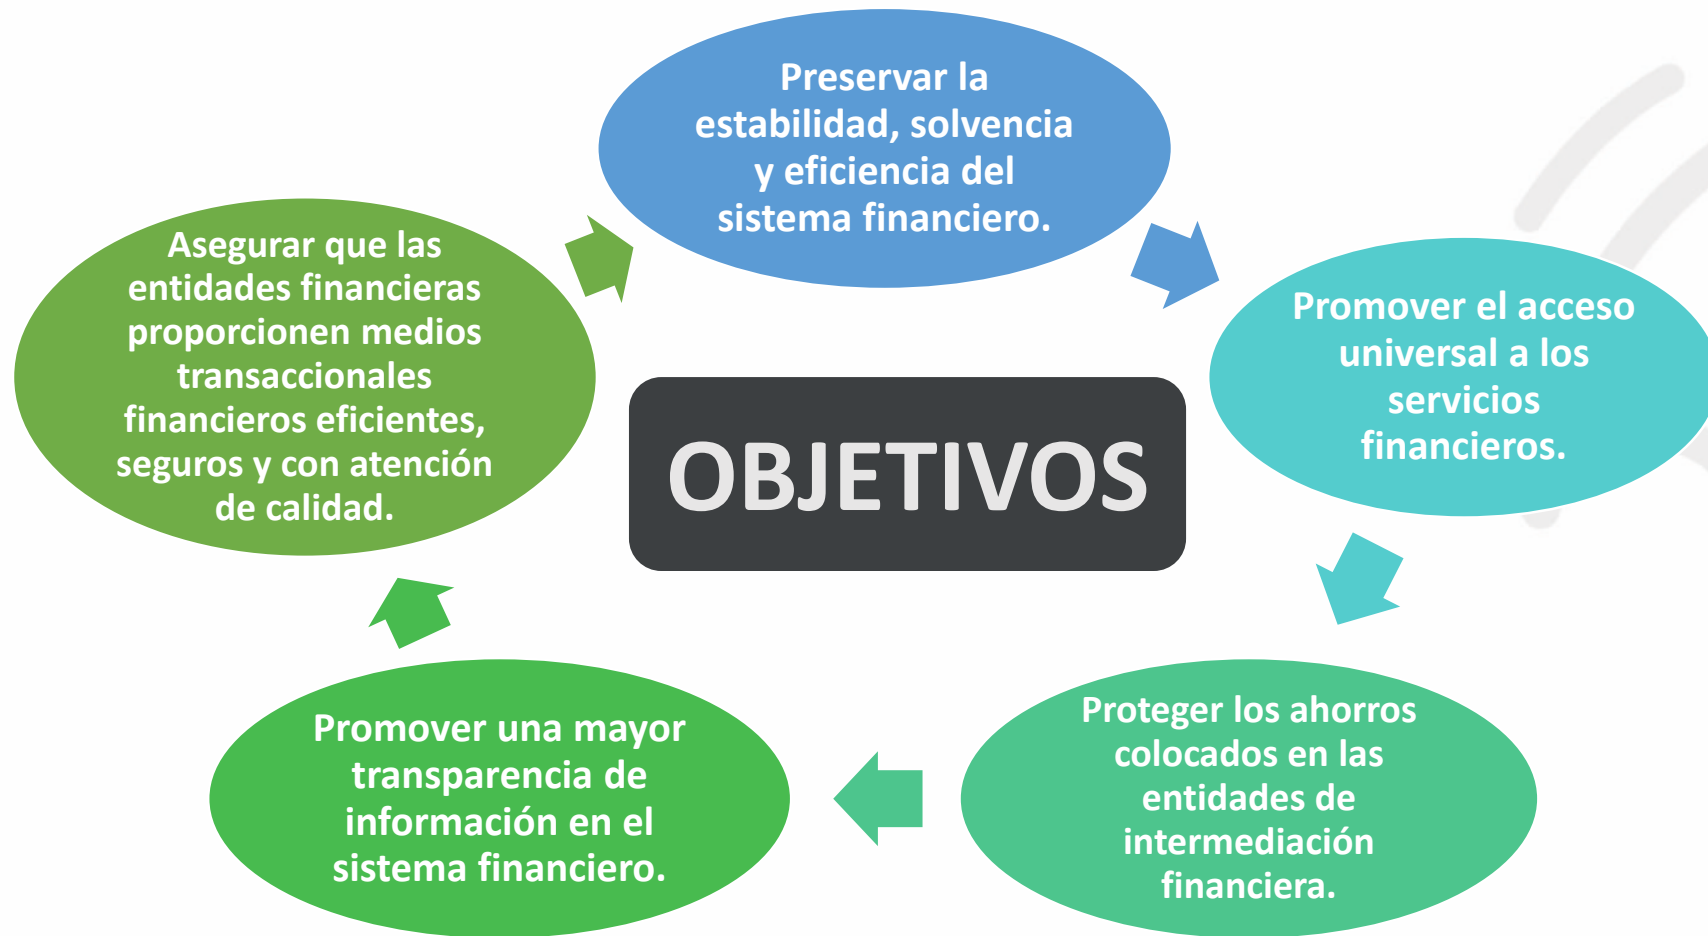 Preservar la
estabilidad, solvencia
y eficiencia del
sistema financiero.
Promover el acceso
universal a los
servicios
financieros.
Proteger los ahorros
colocados en las
entidades de
intermediación
financiera.
Promover una mayor
transparencia de
información en el
sistema financiero.
Asegurar que las
entidades financieras
proporcionen medios
transaccionales
financieros eficientes,
seguros y con atención
de calidad.
OBJETIVOS